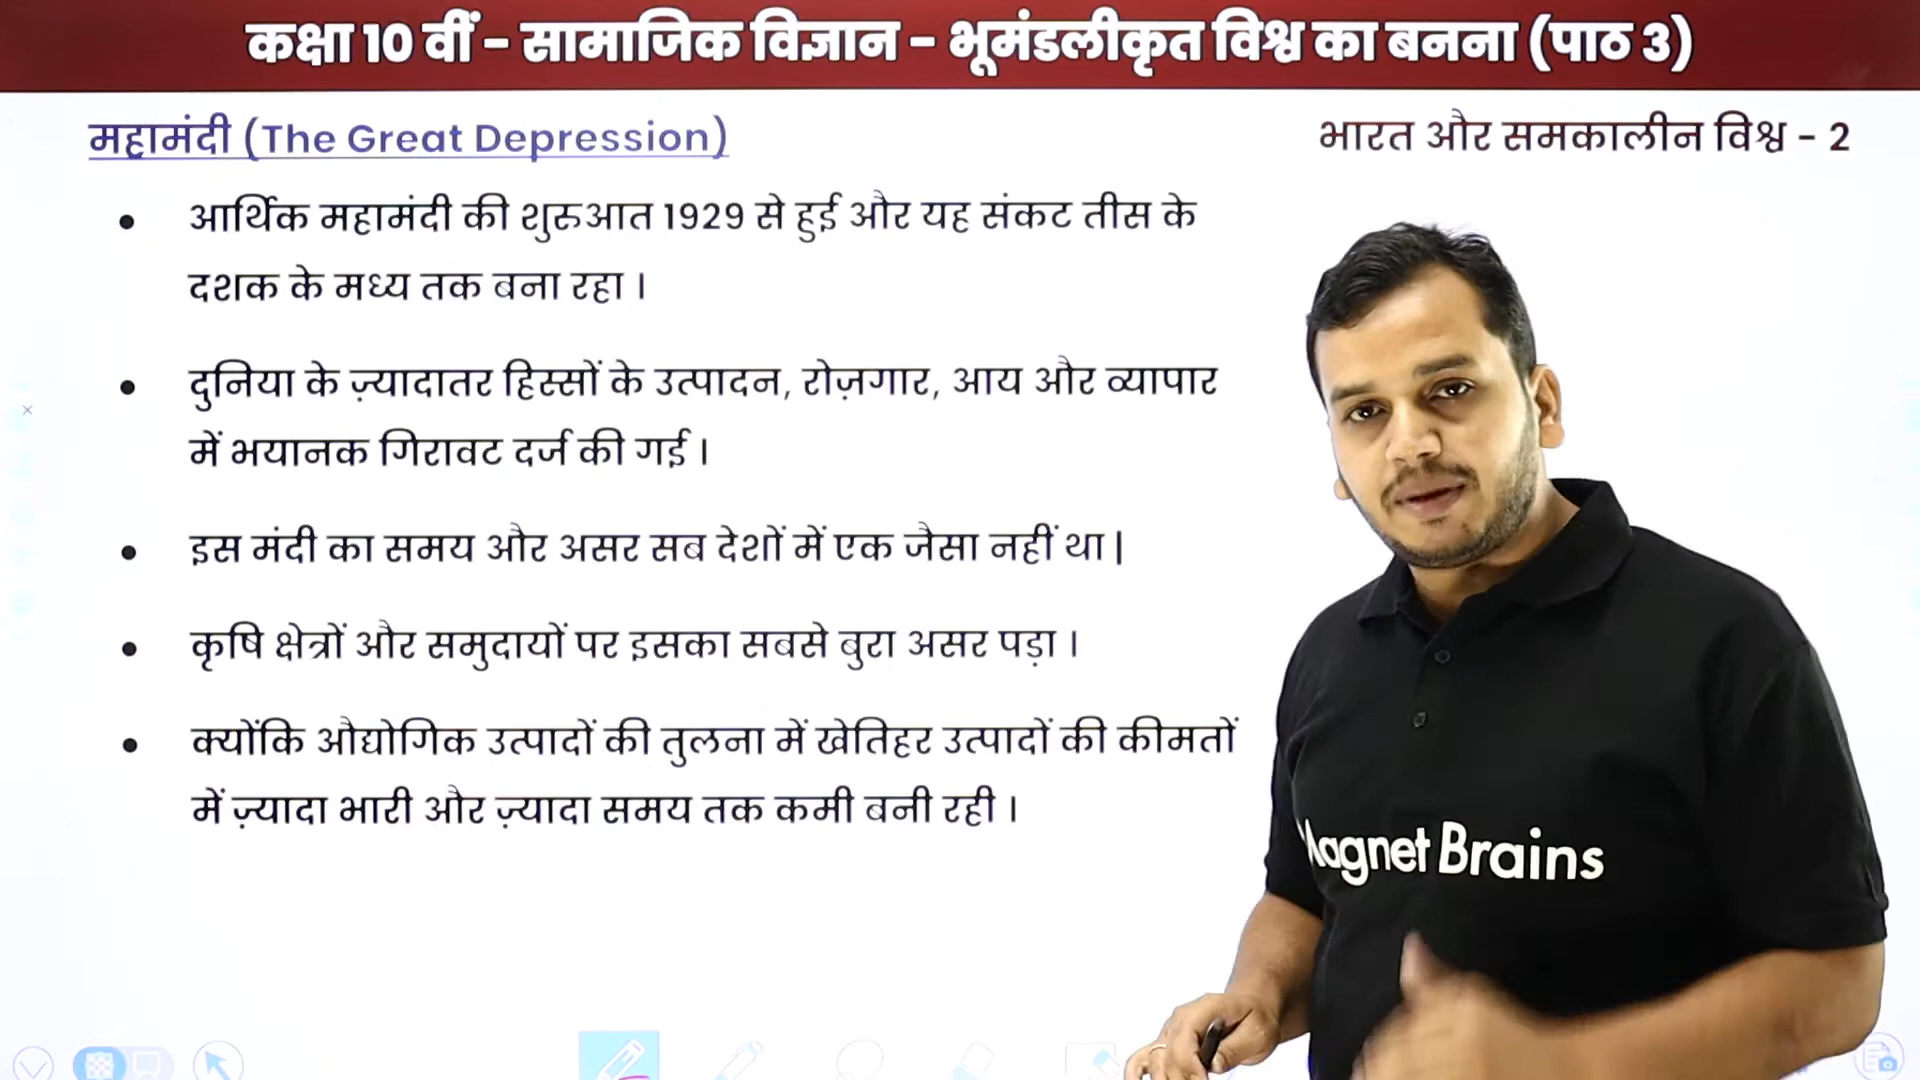 कक्षा 10 वीं – सामाजिक विज्ञान – भूमंडलीकृत विश्व का बनना (पाठ 3)
महामंदी (The Great Depression)
भारत और समकालीन विश्व – 2
• आर्थिक महामंदी की शुरुआत 1929 से हुई और यह संकट तीस के
दशक के मध्य तक बना रहा ।
• दुनिया के ज़्यादातर हिस्सों के उत्पादन, रोज़गार, आय और व्यापार
में भयानक गिरावट दर्ज की गई ।
• इस मंदी का समय और असर सब देशों में एक जैसा नहीं था |
• कृषि क्षेत्रों और समुदायों पर इसका सबसे बुरा असर पड़ा ।
• क्योंकि औद्योगिक उत्पादों की तुलना में खेतिहर उत्पादों की कीमतों
में ज़्यादा भारी और ज़्यादा समय तक कमी बनी रही ।
Magnet Brains